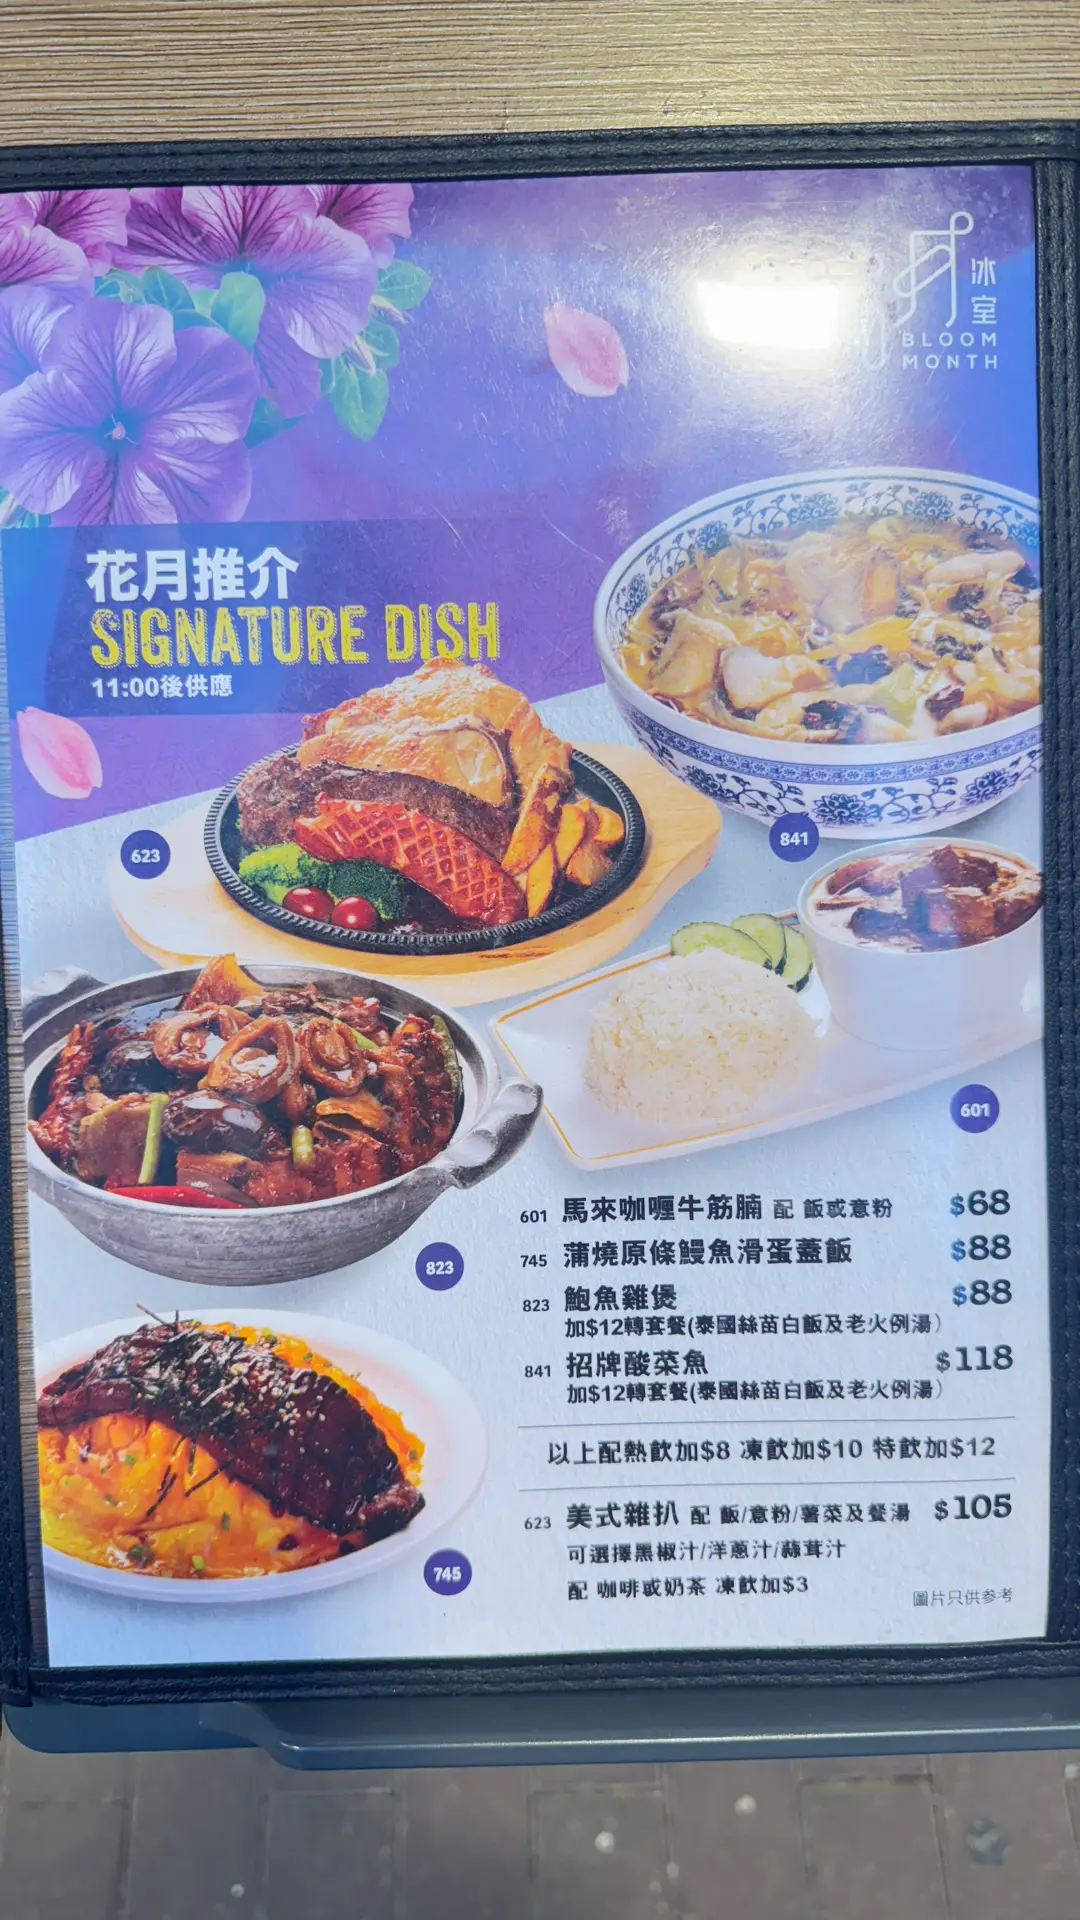 月
冰室
BLOOM
MONTH
花月推介
SIGNATURE DISH
11:00後供應
623
841
601
823
745
601 馬來咖喱牛筋腩 配 飯或意粉 $68
745 蒲燒原條鰻魚滑蛋蓋飯 $88
823 鮑魚雞煲 $88
加$12轉套餐(泰國絲苗白飯及老火例湯)
841 招牌酸菜魚 $118
加$12轉套餐(泰國絲苗白飯及老火例湯)
以上配熱飲加$8 凍飲加$10 特飲加$12
623 美式雜扒 配 飯/意粉/薯菜及餐湯 $105
可選擇黑椒汁/洋蔥汁/蒜茸汁
配 咖啡或奶茶 凍飲加$3
圖片只供參考